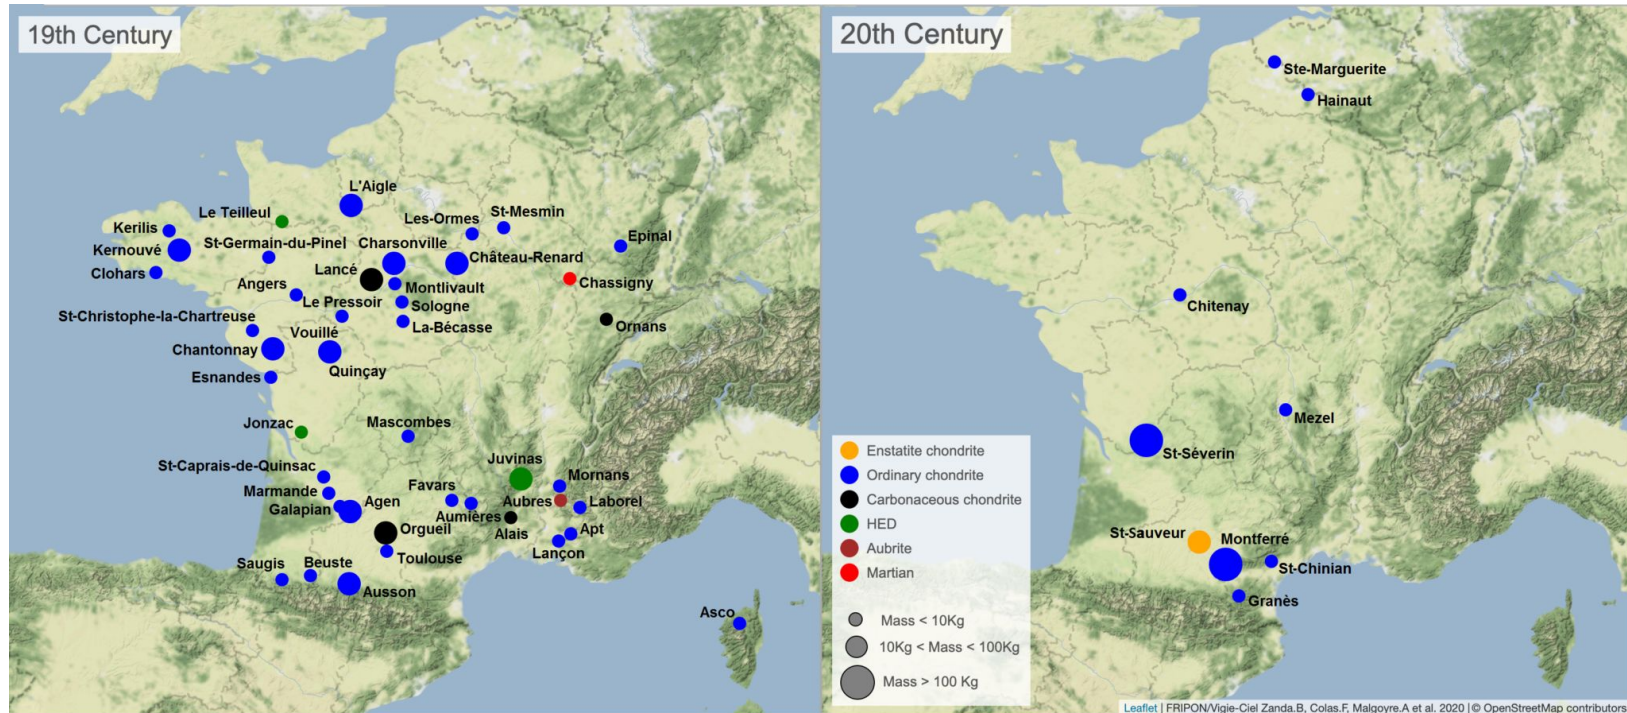 19th Century
L'Aigle
Le Teilleul
Les-Ormes
St-Mesmin
Kerilis
St-Germain-du-Pinel
Charsonville
Epinal
Kernouvé
Château-Renard
Lancé
Clohars
Chassigny
Angers
Montlivault
Le Pressoir
Sologne
St-Christophe-la-Chartreuse
La-Bécasse
Ornans
Vouillé
Chantonnay
Quinçay
Esnandes
Jonzac
Mascombes
Juvinas
St-Caprais-de-Quinsac
Mornans
Marmande
Agen
Favars
Aubres
Laborel
Galapian
Aumières
Orgueil
Alais
Apt
Lançon
Toulouse
Saugis
Beuste
Ausson
Asco
20th Century
Ste-Marguerite
Hainaut
Chitenay
Mezel
St-Séverin
St-Sauveur
Montferré
St-Chinian
Granès
Enstatite chondrite
Ordinary chondrite
Carbonaceous chondrite
HED
Aubrite
Martian
Mass < 10Kg
10Kg < Mass < 100Kg
Mass > 100 Kg
Leaflet | FRIPON/Vigie-Ciel Zanda.B, Colas.F, Malgoyre.A et al. 2020 | © OpenStreetMap contributors